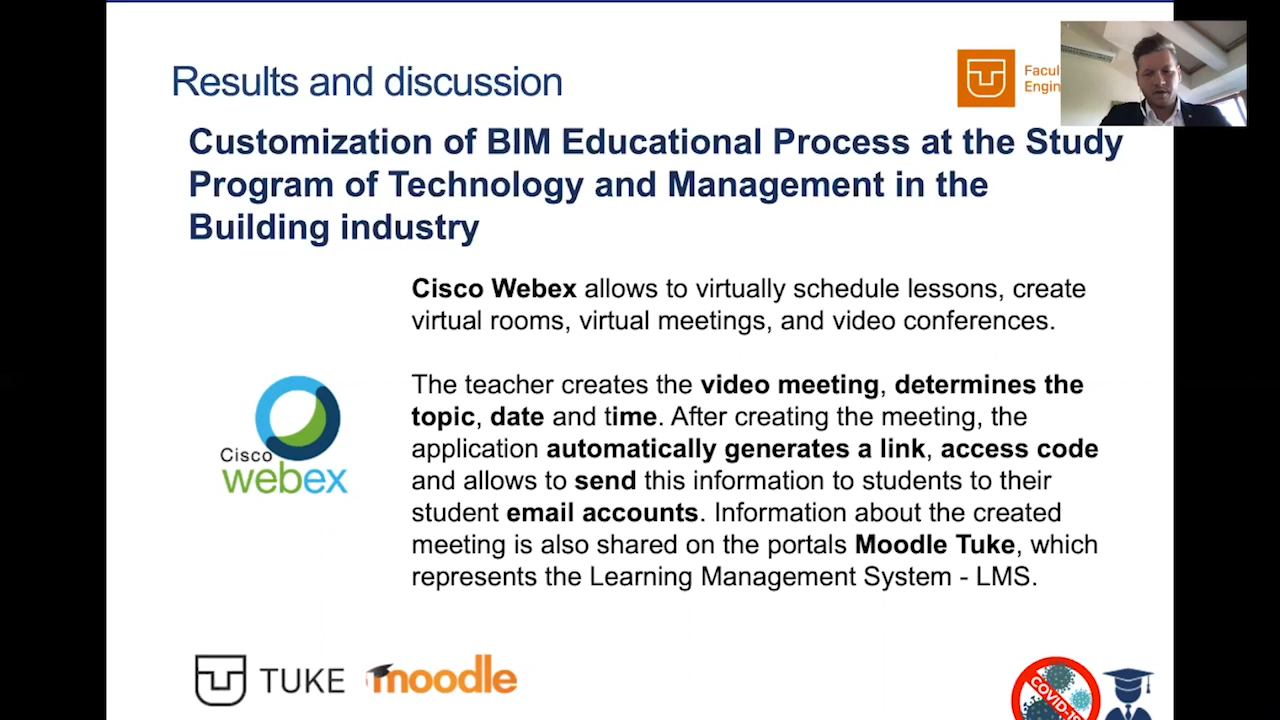 Results and discussion
Facul
Engin
Customization of BIM Educational Process at the Study
Program of Technology and Management in the
Building industry
Cisco Webex allows to virtually schedule lessons, create
virtual rooms, virtual meetings, and video conferences.
The teacher creates the video meeting, determines the
topic, date and time. After creating the meeting, the
application automatically generates a link, access code
and allows to send this information to students to their
student email accounts. Information about the created
meeting is also shared on the portals Moodle Tuke, which
represents the Learning Management System - LMS.
Cisco
webex
TUKE
moodle
COVID-19